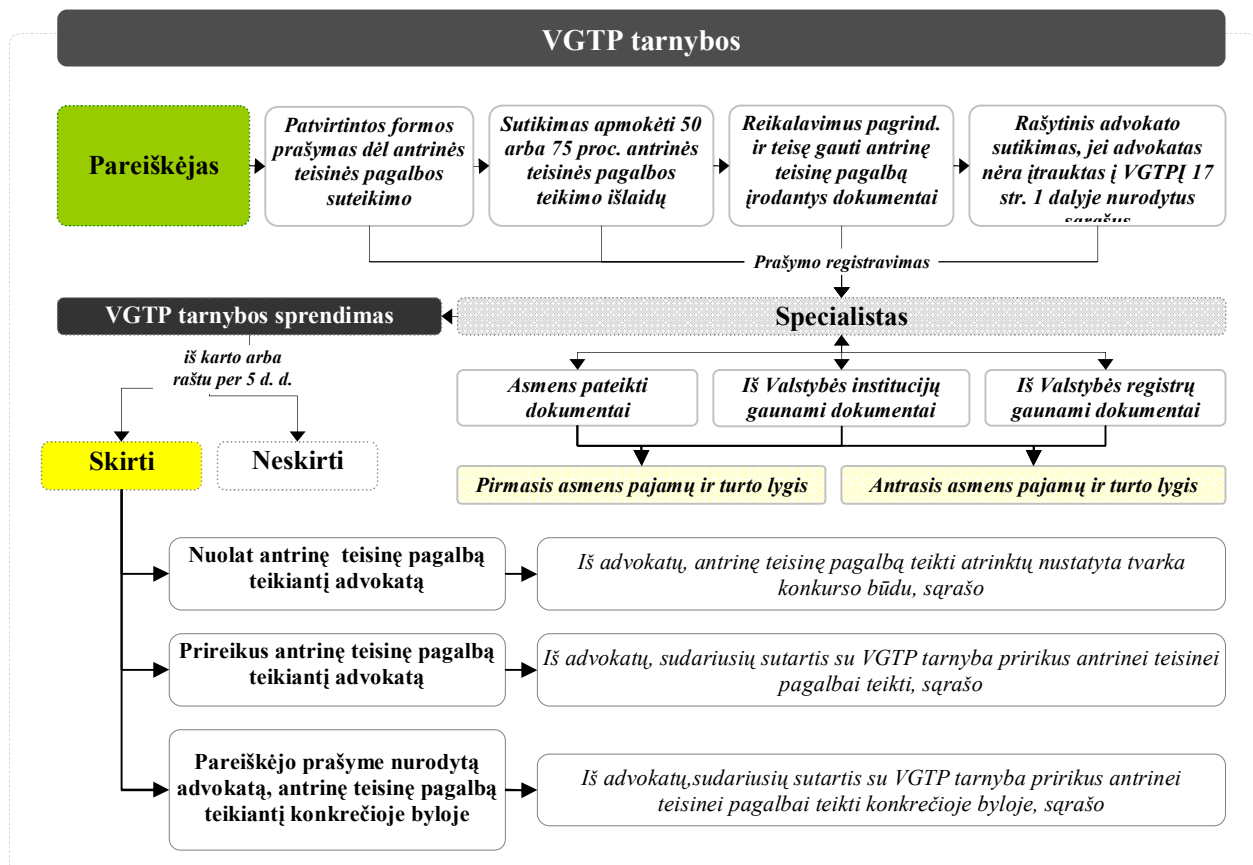 VGTP tarnybos
Pareiškėjas
Patvirtintos formos
prašymas dėl antrinės
teisinės pagalbos
suteikimo
Sutikimas apmokėti 50
arba 75 proc. antrinės
teisinės pagalbos
teikimo išlaidų
Reikalavimus pagrind.
ir teisę gauti antrinę
teisinę pagalbą
įrodantys dokumentai
Rašytinis advokato
sutikimas, jei advokatas
nėra įtrauktas į VGTPĮ 17
str. 1 dalyje nurodytus
sąrašus
Prašymo registravimas
VGTP tarnybos sprendimas
Specialistas
iš karto arba
raštu per 5 d. d.
Asmens pateikti
dokumentai
Iš Valstybės institucijų
gaunami dokumentai
Iš Valstybės registrų
gaunami dokumentai
Skirti
Neskirti
Pirmasis asmens pajamų ir turto lygis
Antrasis asmens pajamų ir turto lygis
Nuolat antrinę teisinę pagalbą
teikiantį advokatą
Iš advokatų, antrinę teisinę pagalbą teikti atrinktų nustatyta tvarka
konkurso būdu, sąrašo
Prireikus antrinę teisinę pagalbą
teikiantį advokatą
Iš advokatų, sudariusių sutartis su VGTP tarnyba pririkus antrinei teisinei
pagalbai teikti, sąrašo
Pareiškėjo prašyme nurodytą
advokatą, antrinę teisinę pagalbą
teikiantį konkrečioje byloje
Iš advokatų,sudariusių sutartis su VGTP tarnyba pririkus antrinei
teisinei pagalbai teikti konkrečioje byloje, sąrašo